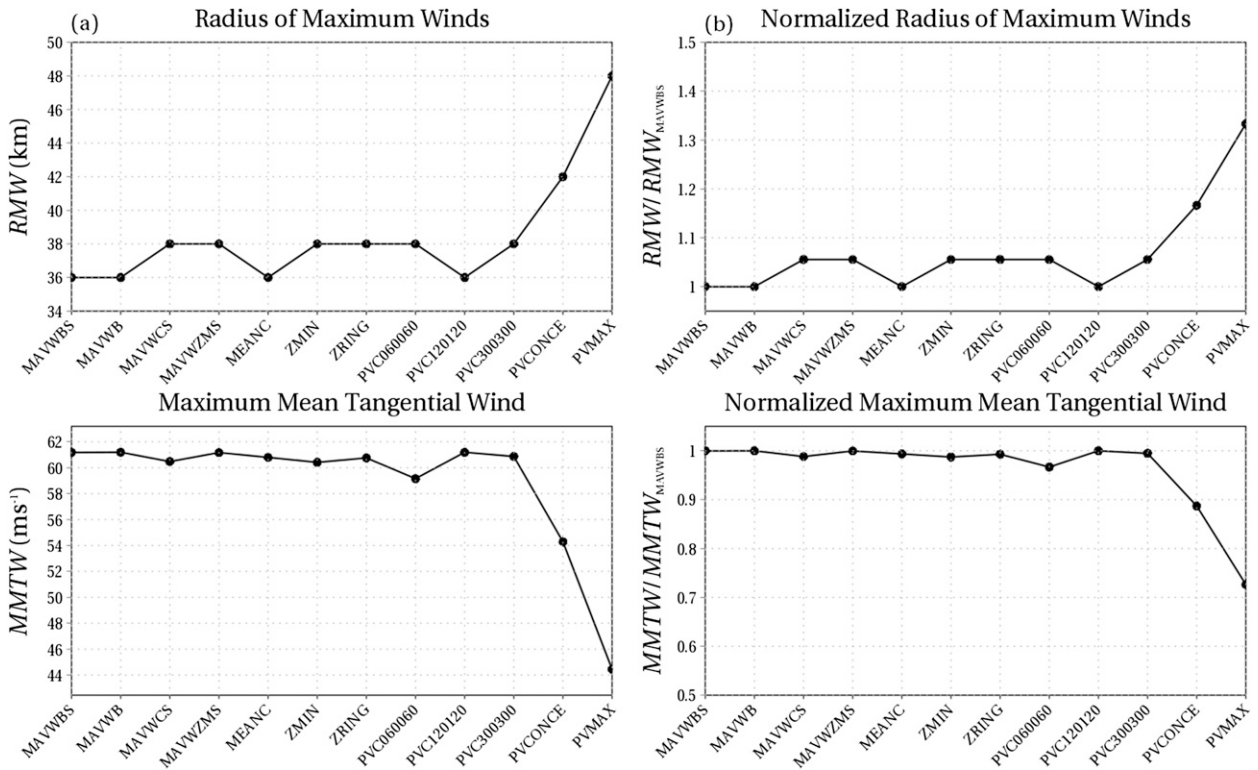 (a) Radius of Maximum Winds
RMW (km)
50
48
46
44
42
40
38
36
34
MAVWBS MAVWB MAVWCS MAVWZMS MEANC ZMIN ZRING PVC060060 PVC120120 PVC300300 PVCONCE PVMAX
(b) Normalized Radius of Maximum Winds
RMW/RMW MAVWBS
1.5
1.4
1.3
1.2
1.1
1
MAVWBS MAVWB MAVWCS MAVWZMS MEANC ZMIN ZRING PVC060060 PVC120120 PVC300300 PVCONCE PVMAX
Maximum Mean Tangential Wind
MMTW (ms⁻¹)
62
60
58
56
54
52
50
48
46
44
MAVWBS MAVWB MAVWCS MAVWZMS MEANC ZMIN ZRING PVC060060 PVC120120 PVC300300 PVCONCE PVMAX
Normalized Maximum Mean Tangential Wind
MMTW/MMTW MAVWBS
1
0.9
0.8
0.7
0.6
0.5
MAVWBS MAVWB MAVWCS MAVWZMS MEANC ZMIN ZRING PVC060060 PVC120120 PVC300300 PVCONCE PVMAX